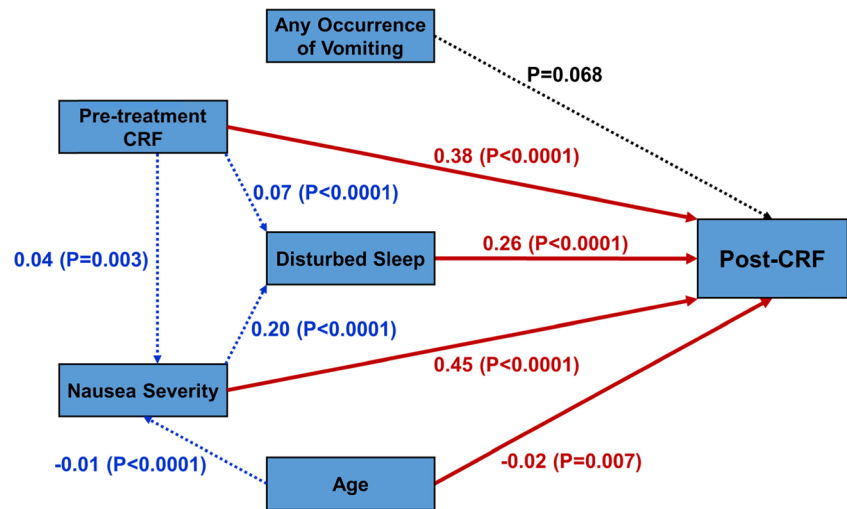 Any Occurrence
of Vomiting
P=0.068
Pre-treatment
CRF
0.38 (P<0.0001)
0.07 (P<0.0001)
0.04 (P=0.003)
Disturbed Sleep
0.26 (P<0.0001)
Post-CRF
0.20 (P<0.0001)
0.45 (P<0.0001)
Nausea Severity
-0.01 (P<0.0001)
Age
-0.02 (P=0.007)